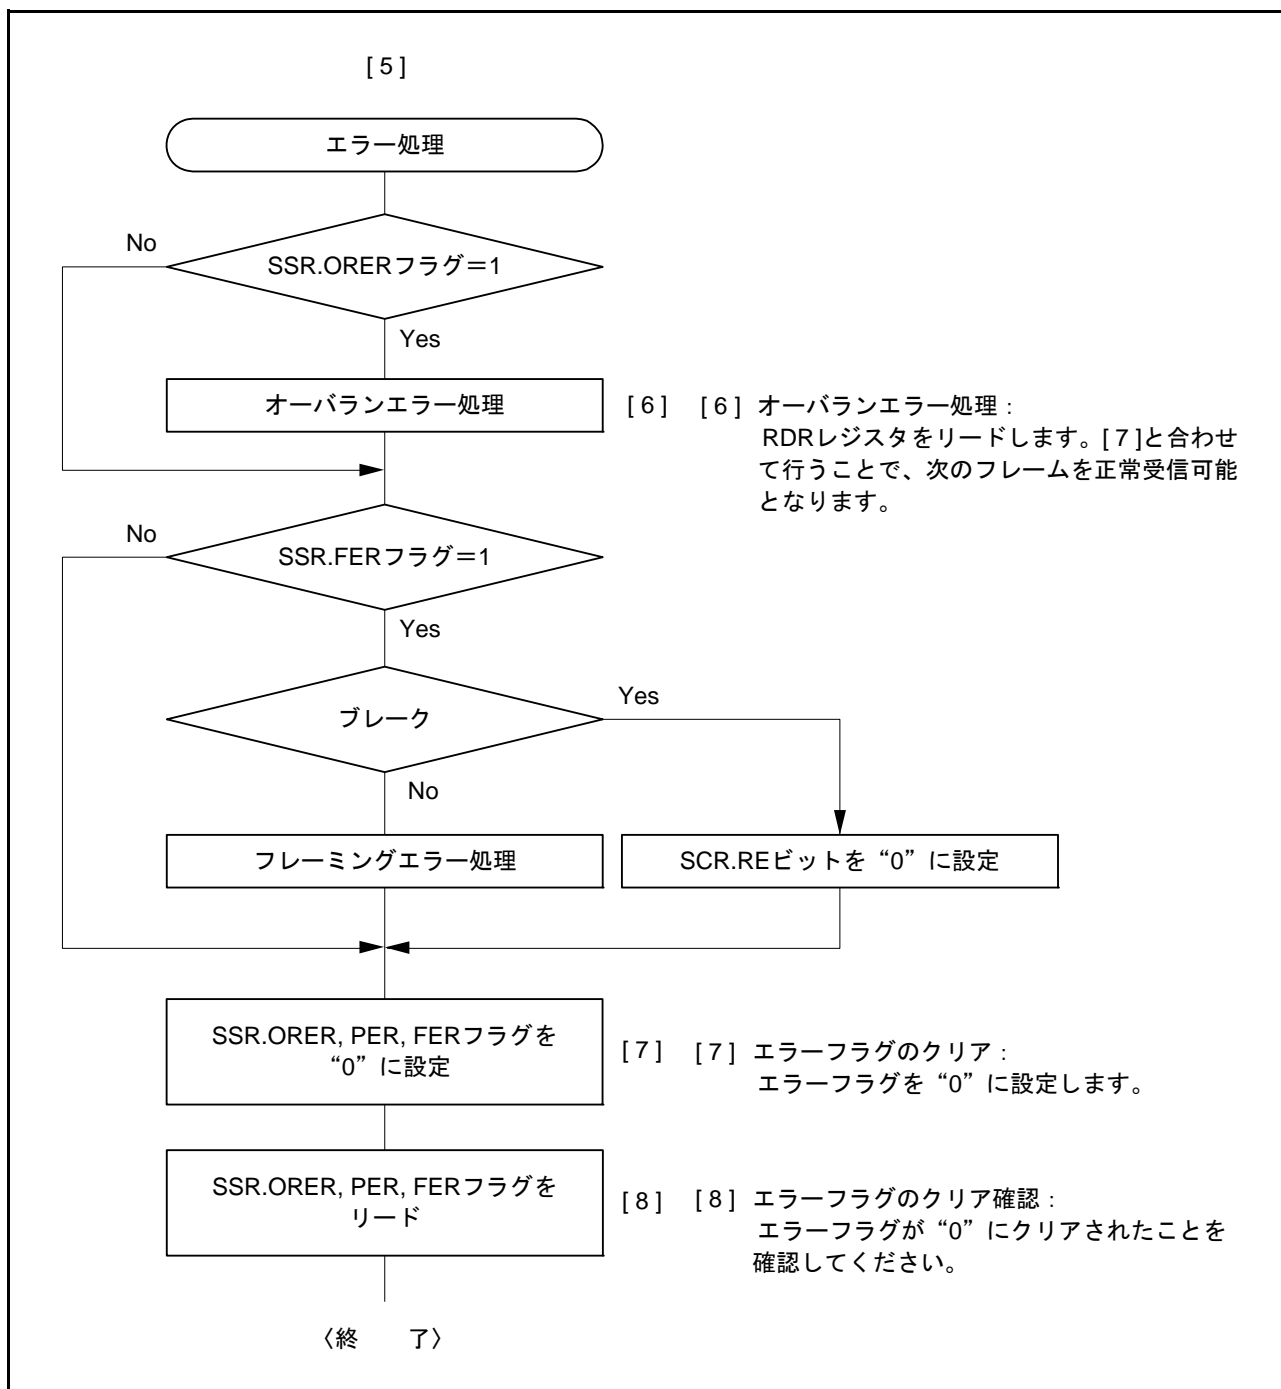 [ 5 ]
エラー処理
No
SSR.ORERフラグ＝1
Yes
オーバランエラー処理
[ 6 ]
[ 6 ] オーバランエラー処理：
RDRレジスタをリードします。[ 7 ]と合わせ
て行うことで、次のフレームを正常受信可能
となります。
No
SSR.FERフラグ＝1
Yes
ブレーク
Yes
No
フレーミングエラー処理
SCR.REビットを“0”に設定
SSR.ORER, PER, FERフラグを
“0”に設定
[ 7 ]
[ 7 ] エラーフラグのクリア：
エラーフラグを“0”に設定します。
SSR.ORER, PER, FERフラグを
リード
[ 8 ]
[ 8 ] エラーフラグのクリア確認：
エラーフラグが“0”にクリアされたことを
確認してください。
〈終　　了〉